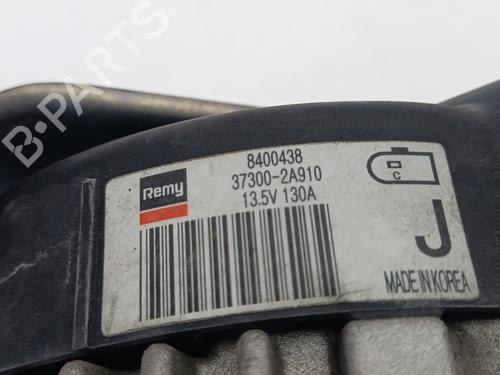 B-PARTS
8400438
Remy
37300-2A910
13.5V 130A
C
J
MADE IN KOREA